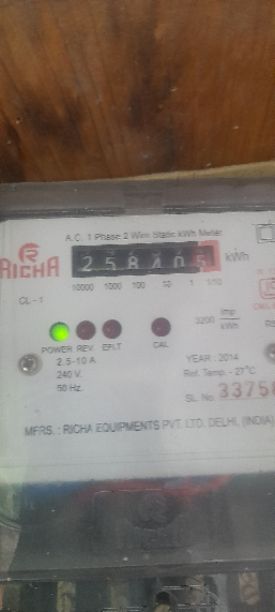 A.C. 1 Phase 2 Wire Static kWh Meter
RICHA
kWh
10000 1000 100 10 1 1/10
CL - 1
3200 Imp/kWh
POWER REV. E/LT CAL
2.5-10 A
240 V.
50 Hz.
YEAR : 2014
Ref. Temp. - 27°C
SL. No.
MFRS. : RICHA EQUIPMENTS PVT. LTD. DELHI, (INDIA)